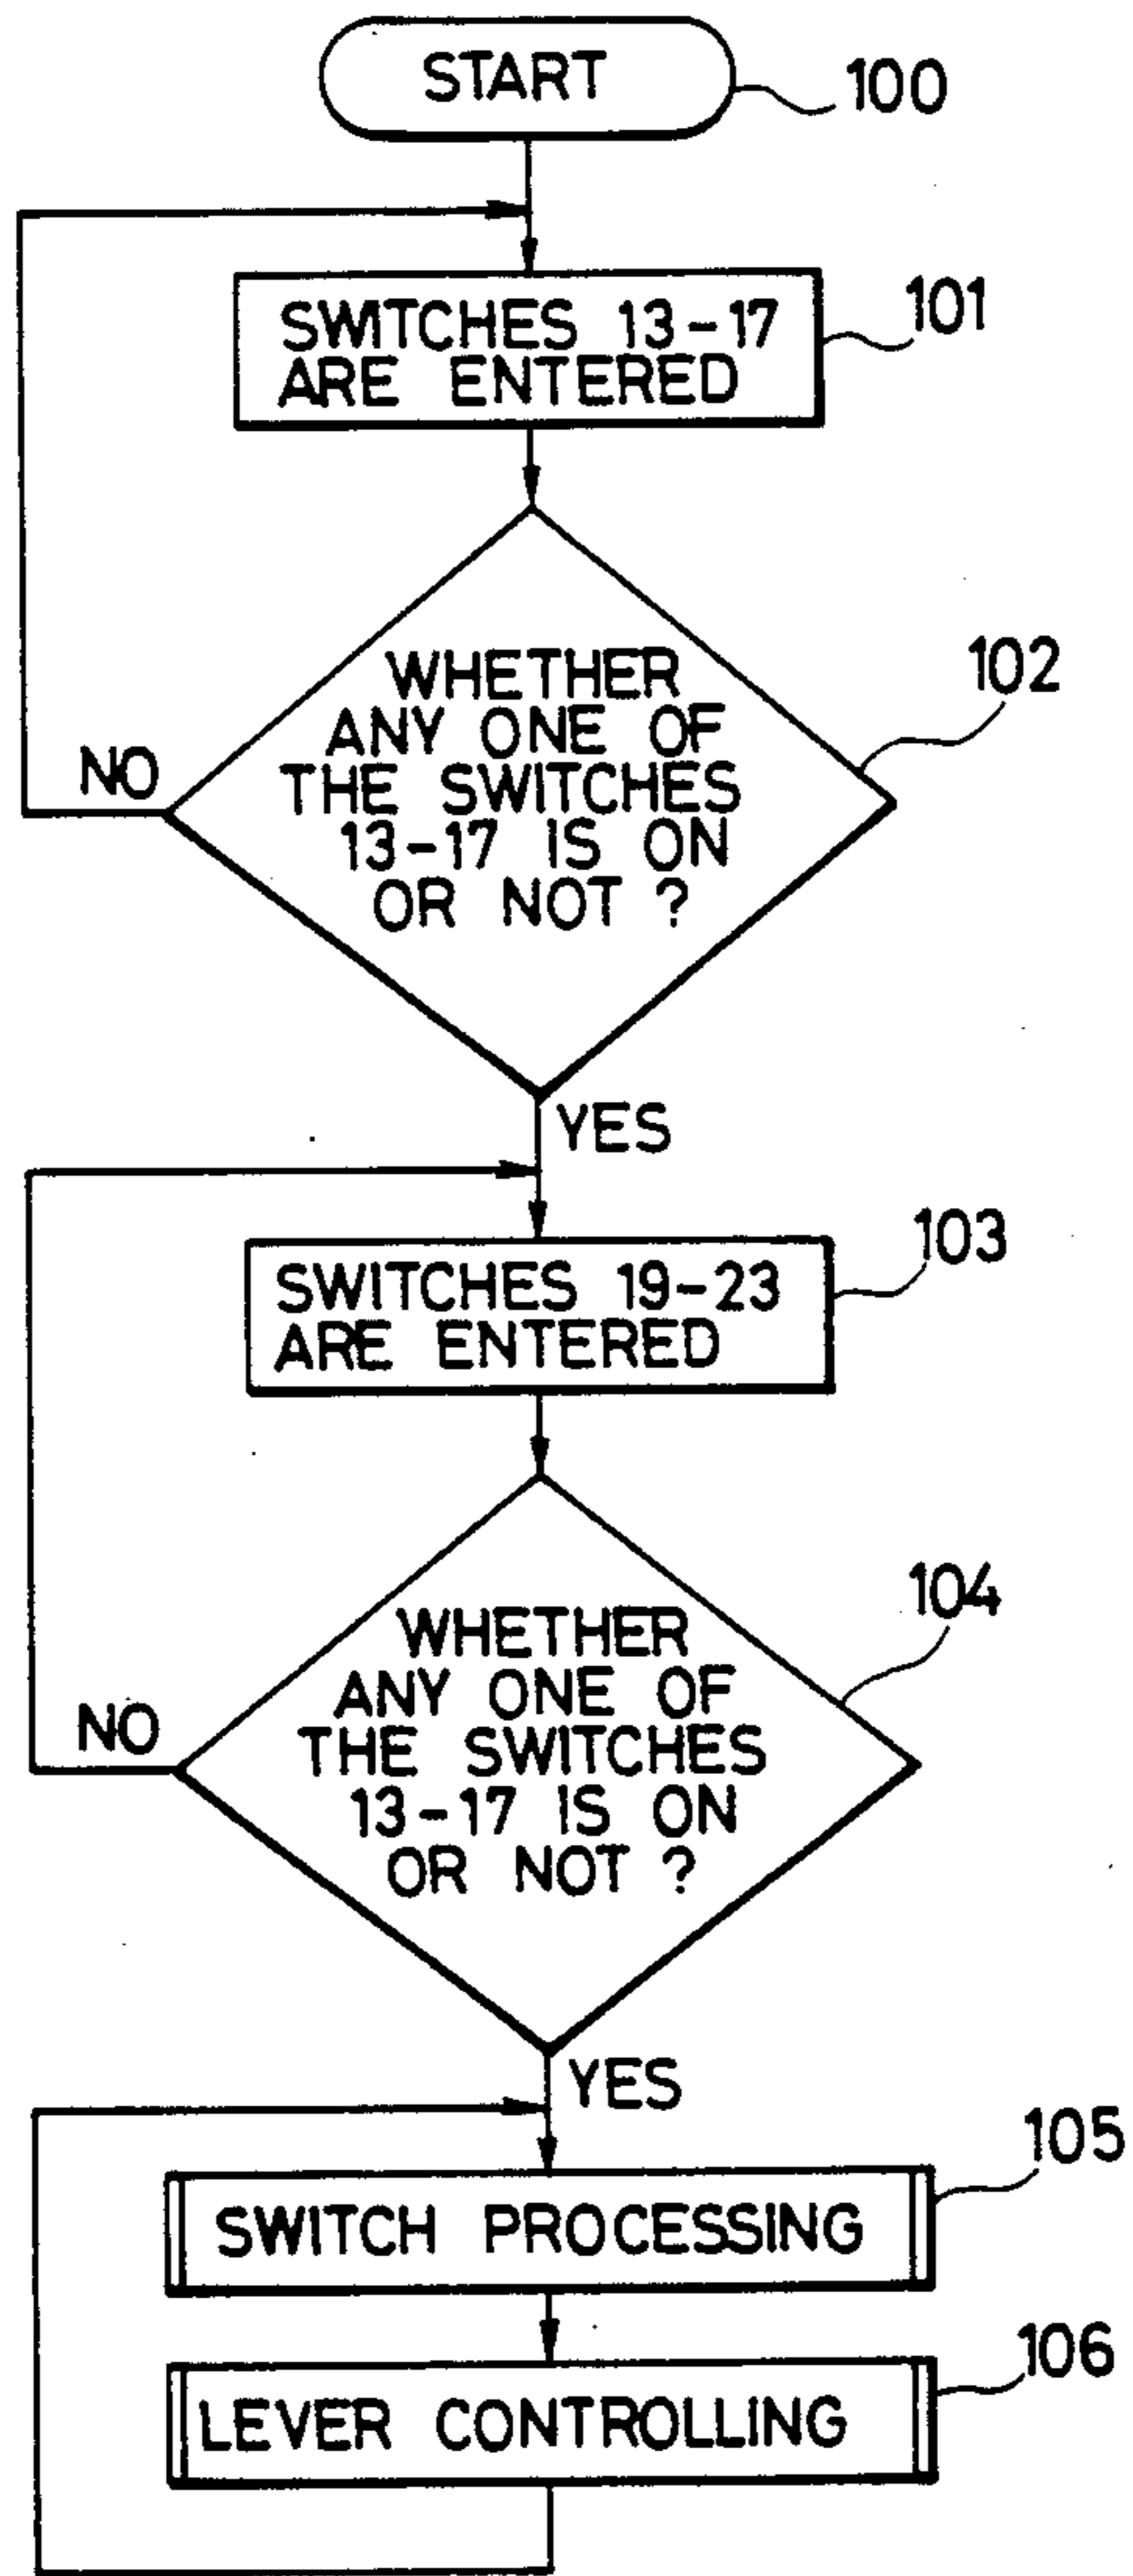 START
100
SWITCHES 13-17
ARE ENTERED
101
WHETHER
ANY ONE OF
THE SWITCHES
13-17 IS ON
OR NOT ?
102
NO
YES
SWITCHES 19-23
ARE ENTERED
103
WHETHER
ANY ONE OF
THE SWITCHES
13-17 IS ON
OR NOT ?
104
NO
YES
SWITCH PROCESSING
105
LEVER CONTROLLING
106